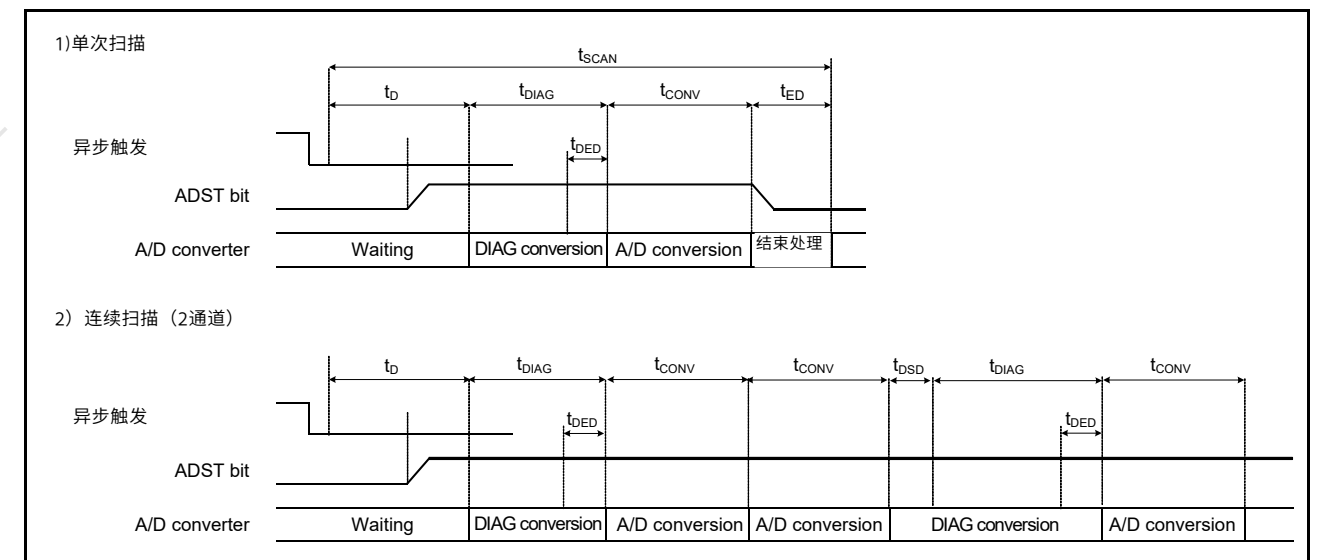 1)单次扫描
tSCAN
tD tDIAG tCONV tED
异步触发
tDED
ADST bit
A/D converter Waiting DIAG conversion A/D conversion 结束处理
2）连续扫描（2通道）
tD tDIAG tCONV tCONV tDSD tDIAG tCONV
异步触发
tDED tDED
ADST bit
A/D converter Waiting DIAG conversion A/D conversion A/D conversion DIAG conversion A/D conversion